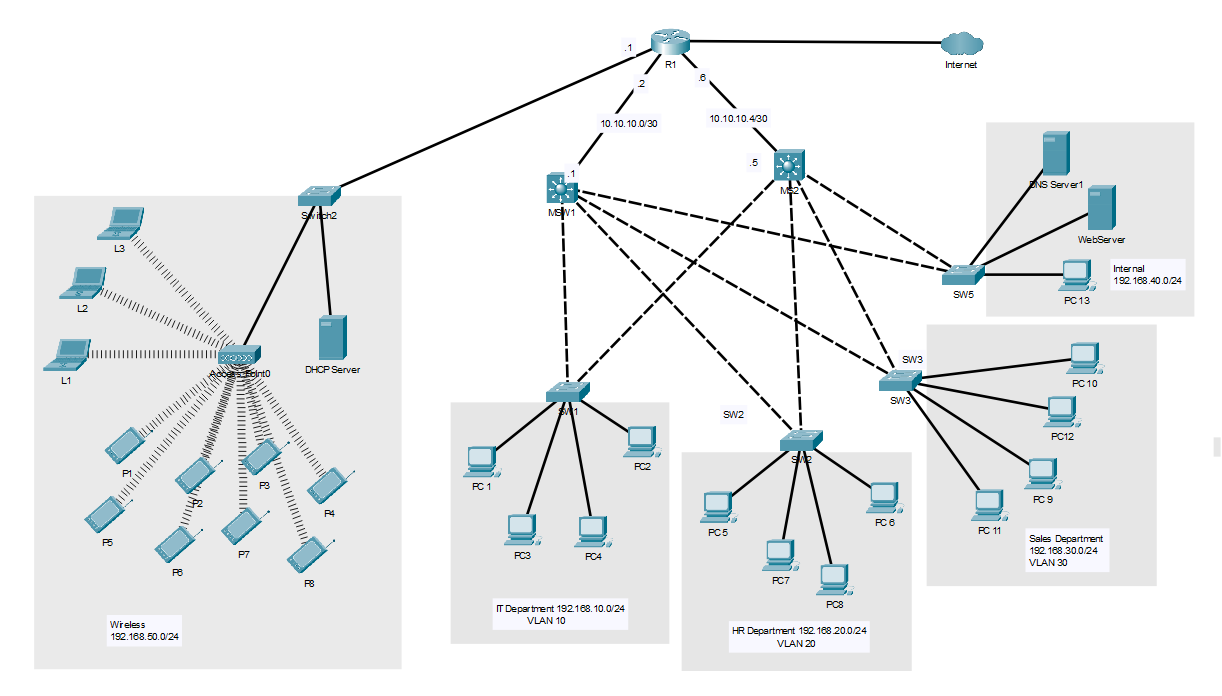 .1
R1
Internet
.2
.6
10.10.10.0/30
10.10.10.4/30
.1
.5
MSW1
MS2
DNS Server1
WebServer
Internal
192.168.40.0/24
PC 13
SW5
Switch2
L3
L2
L1
Access Point0
DHCP Server
P1
P2
P3
P4
P5
P6
P7
P8
Wireless
192.168.50.0/24
SW1
PC 1
PC2
PC3
PC4
IT Department 192.168.10.0/24
VLAN 10
SW2
SW2
PC 5
PC 6
PC7
PC8
HR Department 192.168.20.0/24
VLAN 20
SW3
SW3
PC 10
PC12
PC 9
PC 11
Sales Department
192.168.30.0/24
VLAN 30